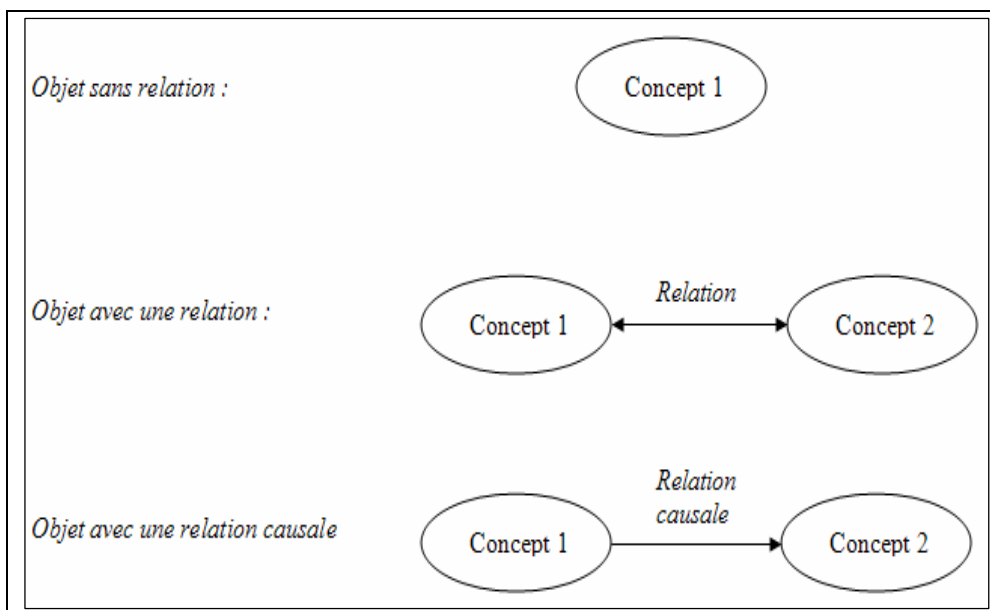 Objet sans relation :
Concept 1
Objet avec une relation :
Concept 1
Relation
Concept 2
Objet avec une relation causale
Concept 1
Relation
causale
Concept 2